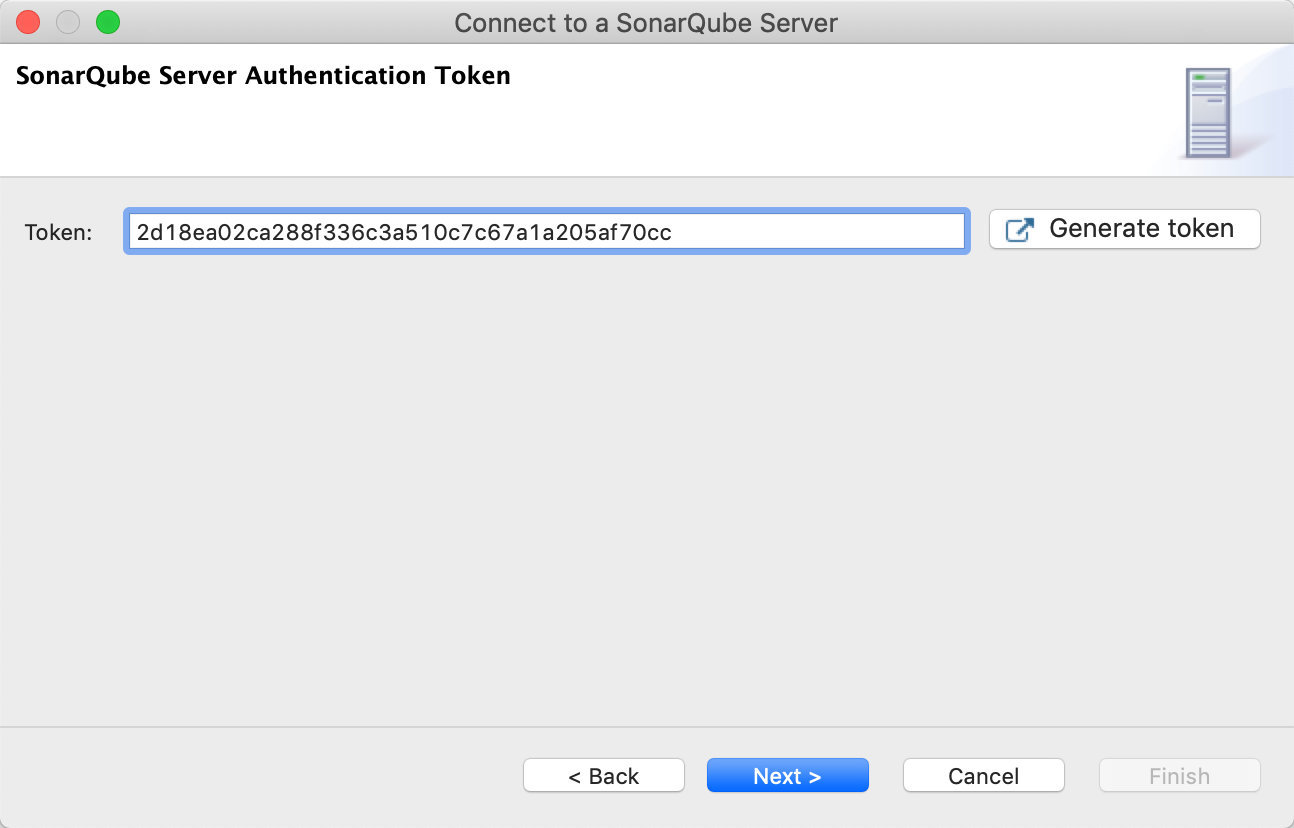 Connect to a SonarQube Server
SonarQube Server Authentication Token
Token: 2d18ea02ca288f336c3a510c7c67a1a205af70cc Generate token
< Back Next > Cancel Finish